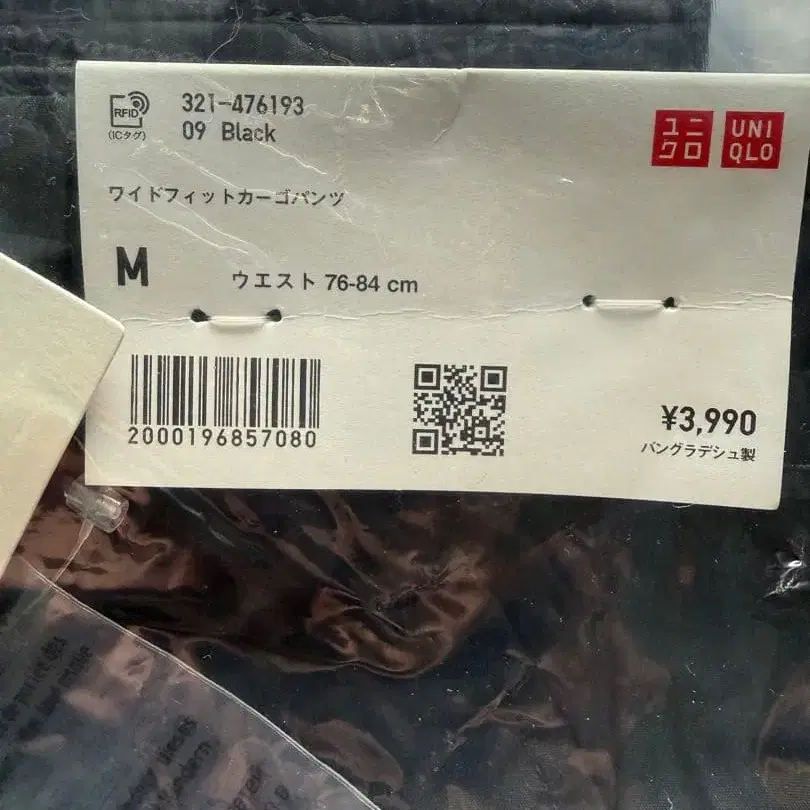 RFID
(ICタグ)
321-476193
09 Black
ユニ
クロ
UNI
QLO
ワイドフィットカーゴパンツ
M
ウエスト 76-84 cm
2000196857080
¥3,990
バングラデシュ製